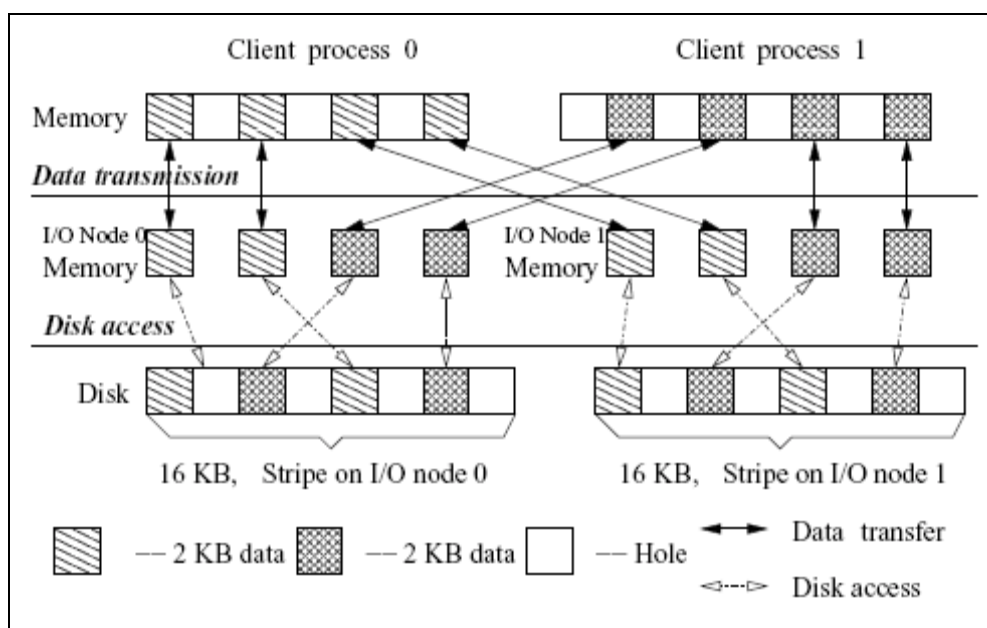 Client process 0
Client process 1
Memory
Data transmission
I/O Node 0
Memory
I/O Node 1
Memory
Disk access
Disk
16 KB, Stripe on I/O node 0
16 KB, Stripe on I/O node 1
— 2 KB data
— 2 KB data
— Hole
Data transfer
Disk access